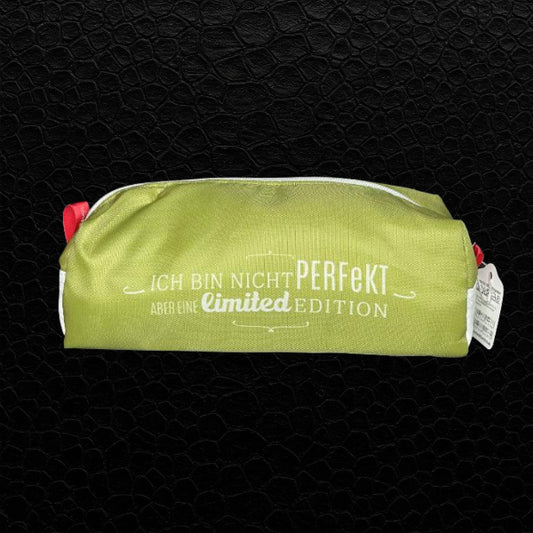 ICH BIN NICHT PERFeKT
ABER EINE limited EDITION